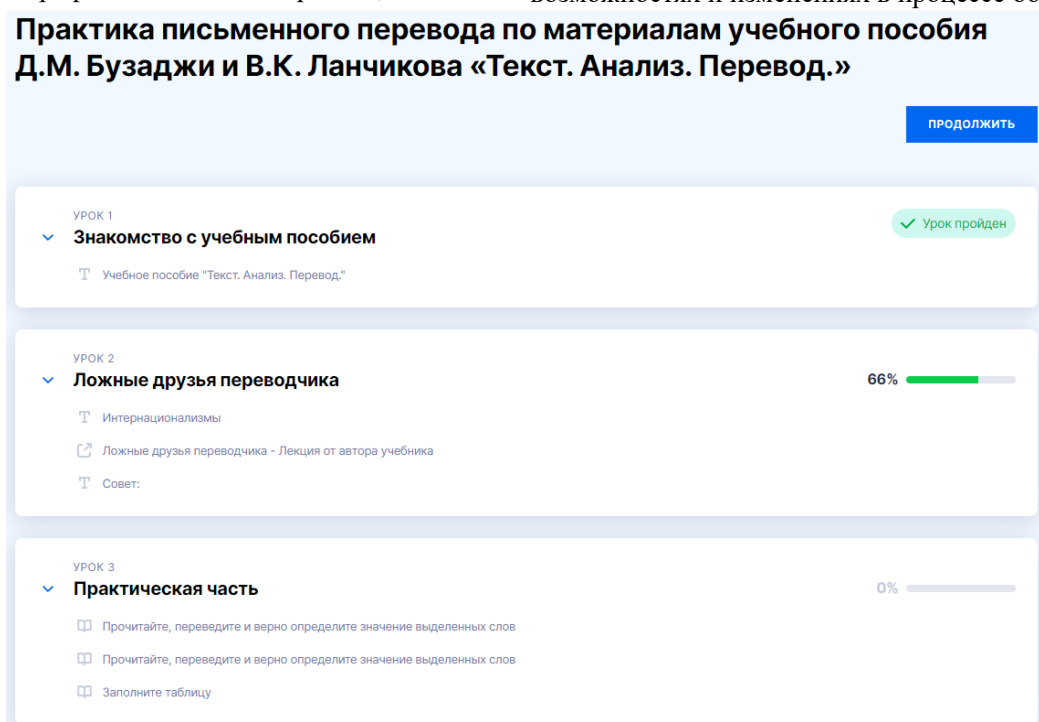 возможностях и изменениях в процессе
Практика письменного перевода по материалам учебного пособия
Д.М. Бузаджи и В.К. Ланчикова «Текст. Анализ. Перевод.»
ПРОДОЛЖИТЬ
УРОК 1
Знакомство с учебным пособием
Урок пройден
Учебное пособие "Текст. Анализ. Перевод."
УРОК 2
Ложные друзья переводчика
66%
Интернационализмы
Ложные друзья переводчика - Лекция от автора учебника
Совет:
УРОК 3
Практическая часть
0%
Прочитайте, переведите и верно определите значение выделенных слов
Прочитайте, переведите и верно определите значение выделенных слов
Заполните таблицу